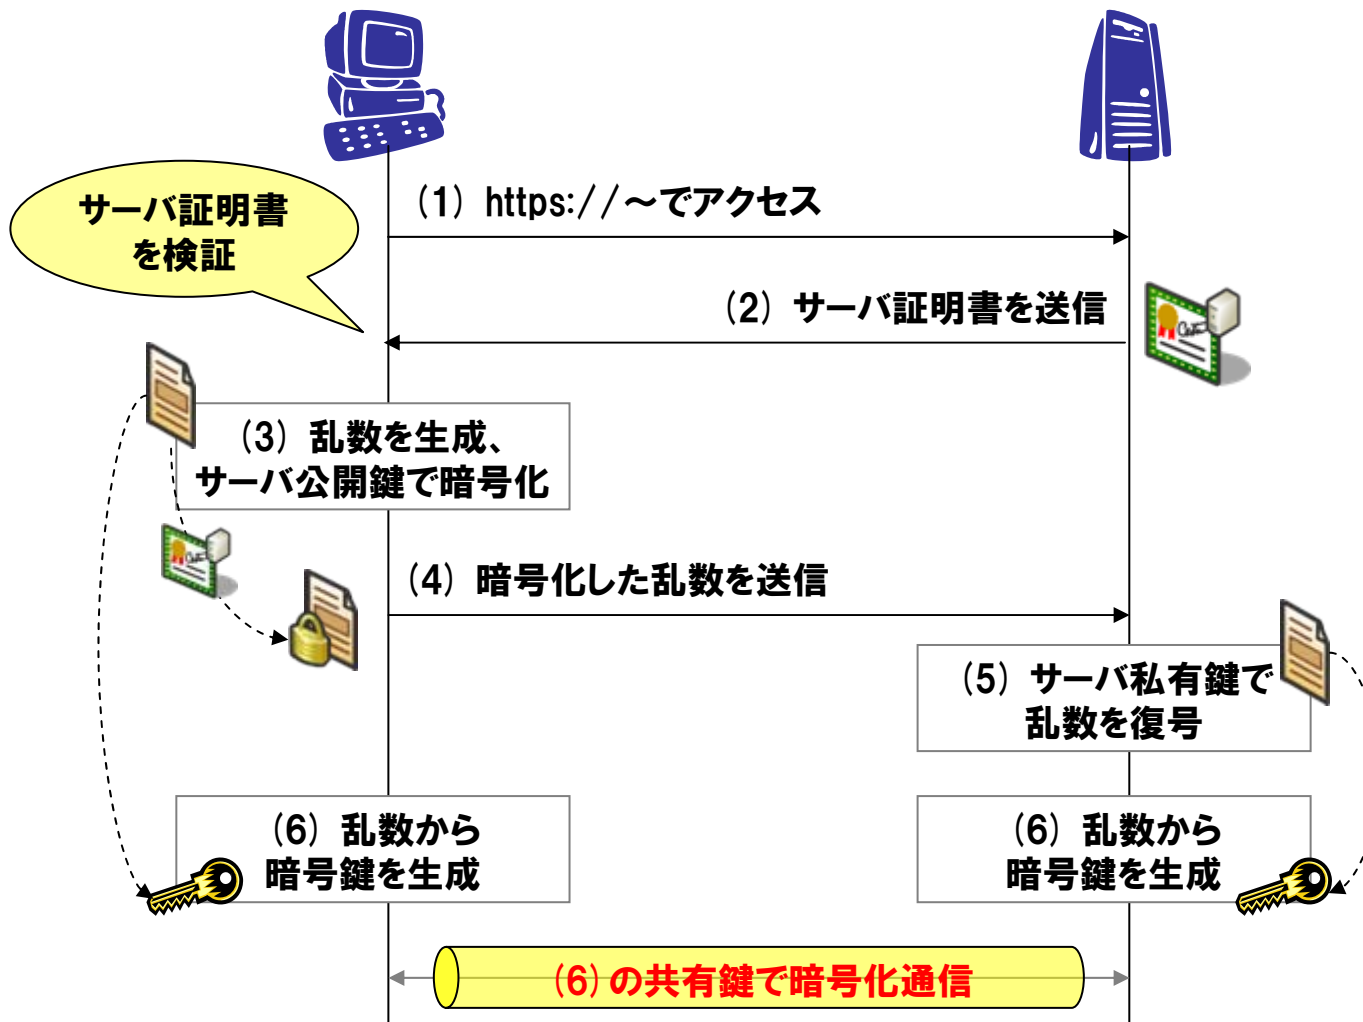 (1) https://～でアクセス
サーバ証明書
を検証
(2) サーバ証明書を送信
(3) 乱数を生成、
サーバ公開鍵で暗号化
(4) 暗号化した乱数を送信
(5) サーバ私有鍵で
乱数を復号
(6) 乱数から
暗号鍵を生成
(6) 乱数から
暗号鍵を生成
(6)の共有鍵で暗号化通信